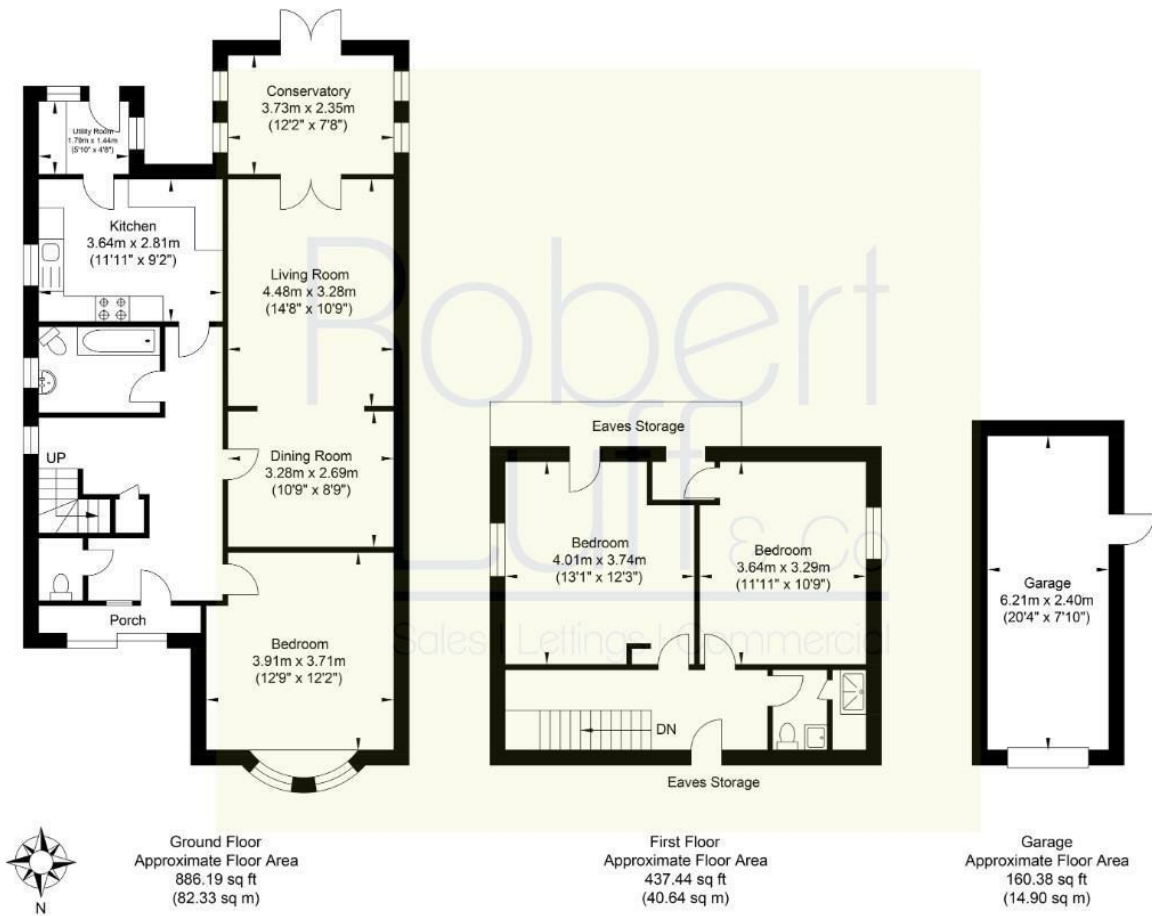 Conservatory
3.73m x 2.35m
(12'2" x 7'8")
Utility Room
1.79m x 1.44m
(5'10" x 4'8")
Kitchen
3.64m x 2.81m
(11'11" x 9'2")
Living Room
4.48m x 3.28m
(14'8" x 10'9")
Dining Room
3.28m x 2.69m
(10'9" x 8'9")
UP
Porch
Bedroom
3.91m x 3.71m
(12'9" x 12'2")
Eaves Storage
Bedroom
4.01m x 3.74m
(13'1" x 12'3")
Bedroom
3.64m x 3.29m
(11'11" x 10'9")
DN
Eaves Storage
Garage
6.21m x 2.40m
(20'4" x 7'10")
Robert
Luff
& Co
Sales | Lettings | Commercial
N
Ground Floor
Approximate Floor Area
886.19 sq ft
(82.33 sq m)
First Floor
Approximate Floor Area
437.44 sq ft
(40.64 sq m)
Garage
Approximate Floor Area
160.38 sq ft
(14.90 sq m)